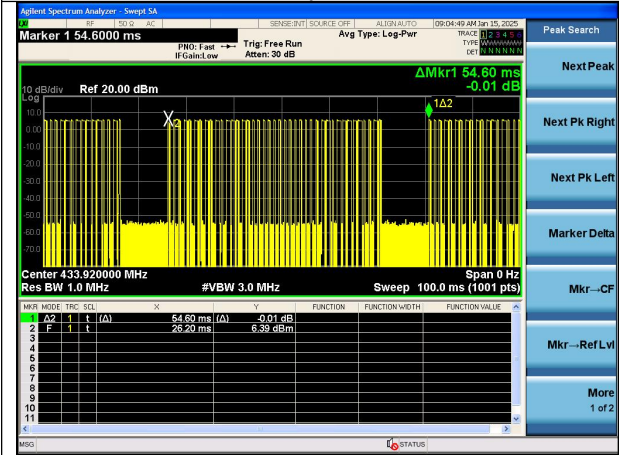 Agilent Spectrum Analyzer - Swept SA
RF 50 Ω AC SENSE:INT SOURCE OFF ALIGN AUTO 09:04:49 AM Jan 15, 2025
Marker 1 54.6000 ms Avg Type: Log-Pwr TRACE 1 2 3 4 5 6
PNO: Fast Trig: Free Run TYPE WWWWWW
IFGain:Low Atten: 30 dB DET N N N N N N
Peak Search
ΔMkr1 54.60 ms
-0.01 dB
10 dB/div Ref 20.00 dBm
Log
10.0
0.00
-10.0
-20.0
-30.0
-40.0
-50.0
-60.0
-70.0
X2
1Δ2
Center 433.920000 MHz Span 0 Hz
Res BW 1.0 MHz #VBW 3.0 MHz Sweep 100.0 ms (1001 pts)
MKR MODE TRC SCL X Y FUNCTION FUNCTION WIDTH FUNCTION VALUE
1 Δ2 1 t (Δ) 54.60 ms (Δ) -0.01 dB
2 F 1 t 26.20 ms 6.39 dBm
3
4
5
6
7
8
9
10
11
MSG STATUS
Next Peak
Next Pk Right
Next Pk Left
Marker Delta
Mkr→CF
Mkr→Ref Lvl
More
1 of 2